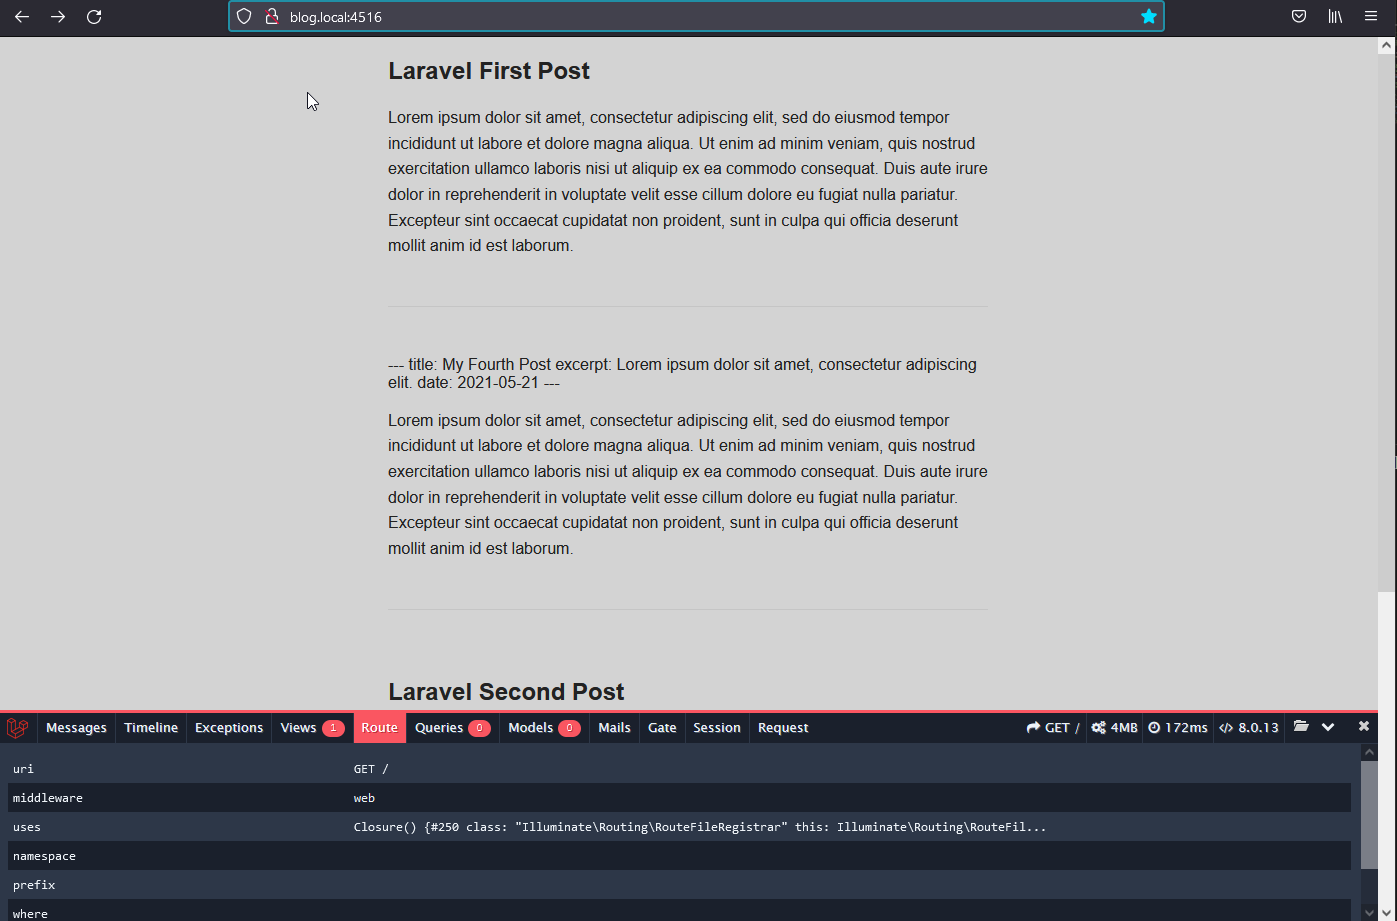 blog.local:4516
Laravel First Post
Lorem ipsum dolor sit amet, consectetur adipiscing elit, sed do eiusmod tempor
incididunt ut labore et dolore magna aliqua. Ut enim ad minim veniam, quis nostrud
exercitation ullamco laboris nisi ut aliquip ex ea commodo consequat. Duis aute irure
dolor in reprehenderit in voluptate velit esse cillum dolore eu fugiat nulla pariatur.
Excepteur sint occaecat cupidatat non proident, sunt in culpa qui officia deserunt
mollit anim id est laborum.
--- title: My Fourth Post excerpt: Lorem ipsum dolor sit amet, consectetur adipiscing
elit. date: 2021-05-21 ---
Lorem ipsum dolor sit amet, consectetur adipiscing elit, sed do eiusmod tempor
incididunt ut labore et dolore magna aliqua. Ut enim ad minim veniam, quis nostrud
exercitation ullamco laboris nisi ut aliquip ex ea commodo consequat. Duis aute irure
dolor in reprehenderit in voluptate velit esse cillum dolore eu fugiat nulla pariatur.
Excepteur sint occaecat cupidatat non proident, sunt in culpa qui officia deserunt
mollit anim id est laborum.
Laravel Second Post
Messages Timeline Exceptions Views 1 Route Queries 0 Models 0 Mails Gate Session Request GET / 4MB 172ms 8.0.13
uri GET /
middleware web
uses Closure() {#250 class: "Illuminate\Routing\RouteFileRegistrar" this: Illuminate\Routing\RouteFil...
namespace
prefix
where